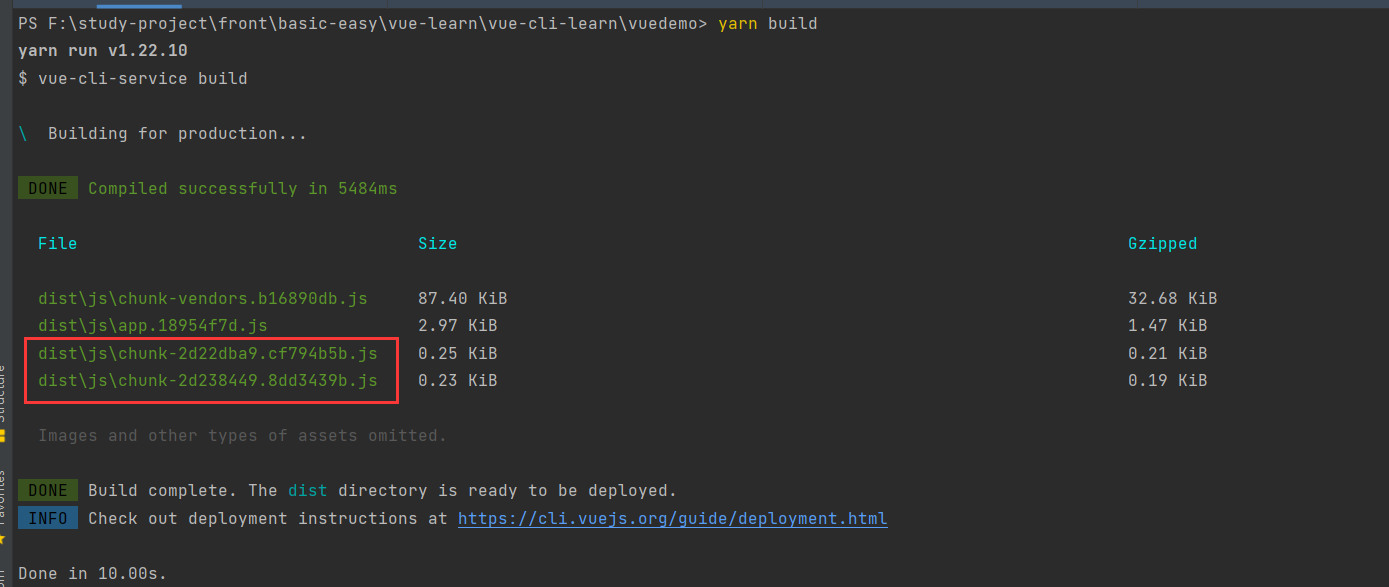 PS F:\study-project\front\basic-easy\vue-learn\vue-cli-learn\vuedemo> yarn build
yarn run v1.22.10
$ vue-cli-service build
\  Building for production...
DONE Compiled successfully in 5484ms
File Size Gzipped
dist\js\chunk-vendors.b16890db.js 87.40 KiB 32.68 KiB
dist\js\app.18954f7d.js 2.97 KiB 1.47 KiB
dist\js\chunk-2d22dba9.cf794b5b.js 0.25 KiB 0.21 KiB
dist\js\chunk-2d238449.8dd3439b.js 0.23 KiB 0.19 KiB
Images and other types of assets omitted.
DONE Build complete. The dist directory is ready to be deployed.
INFO Check out deployment instructions at https://cli.vuejs.org/guide/deployment.html
Done in 10.00s.
Structure
Favorites